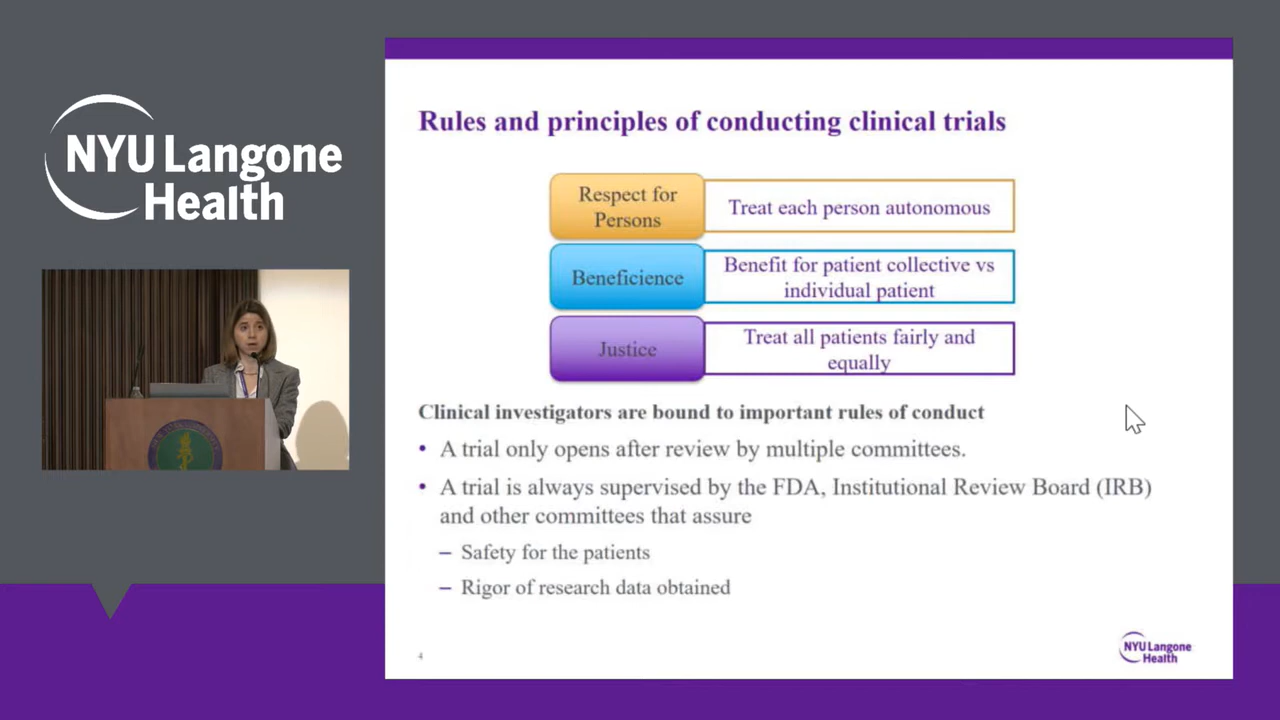 NYU Langone
Health
Rules and principles of conducting clinical trials
Respect for
Persons
Treat each person autonomous
Beneficience
Benefit for patient collective vs
individual patient
Justice
Treat all patients fairly and
equally
Clinical investigators are bound to important rules of conduct
• A trial only opens after review by multiple committees.
• A trial is always supervised by the FDA, Institutional Review Board (IRB)
and other committees that assure
– Safety for the patients
– Rigor of research data obtained
4
NYU Langone
Health